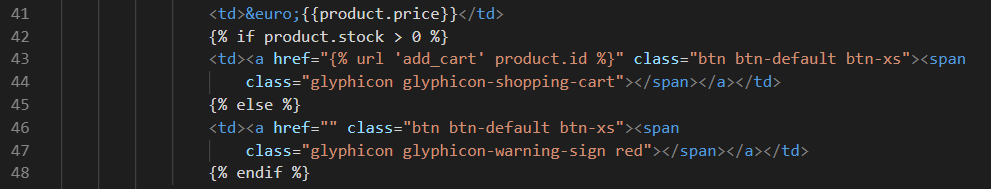 41 <td>&euro;{{product.price}}</td>
42 {% if product.stock > 0 %}
43 <td><a href="{% url 'add_cart' product.id %}" class="btn btn-default btn-xs"><span
44 class="glyphicon glyphicon-shopping-cart"></span></a></td>
45 {% else %}
46 <td><a href="" class="btn btn-default btn-xs"><span
47 class="glyphicon glyphicon-warning-sign red"></span></a></td>
48 {% endif %}